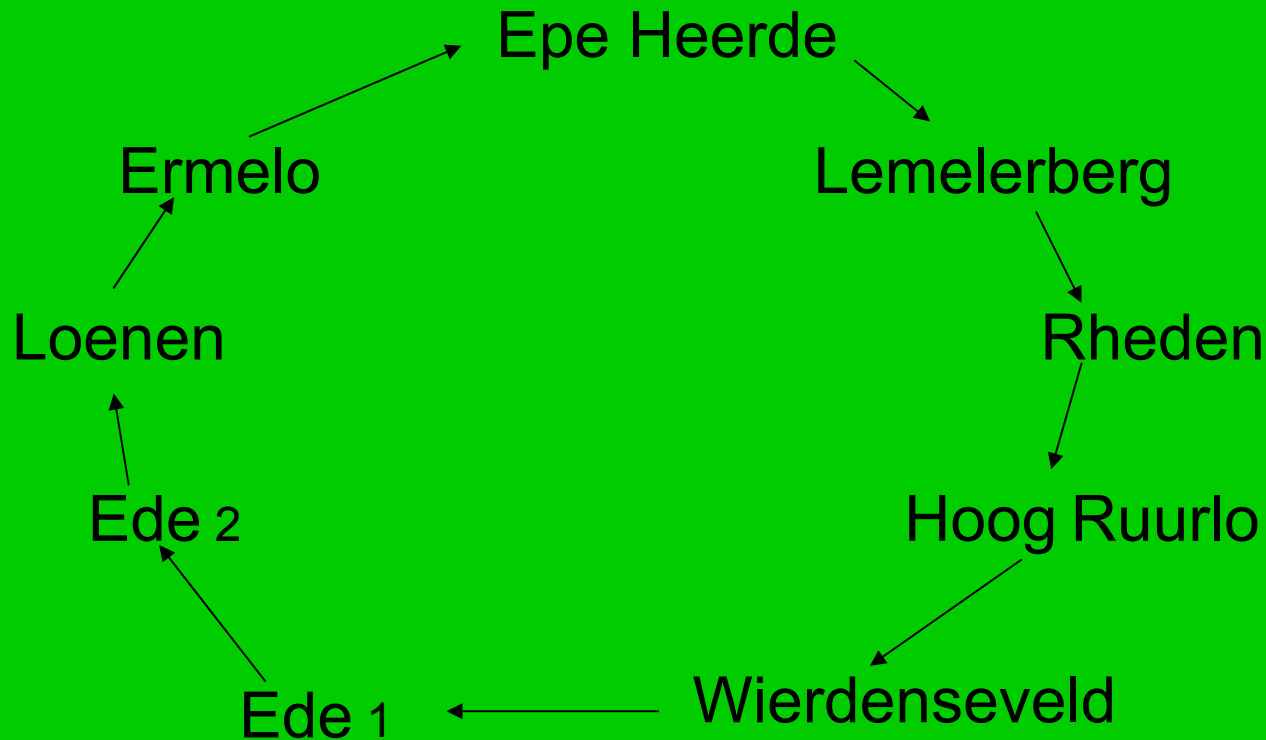 Epe Heerde
Ermelo
Lemelerberg
Loenen
Rheden
Ede 2
Hoog Ruurlo
Ede 1
Wierdenseveld